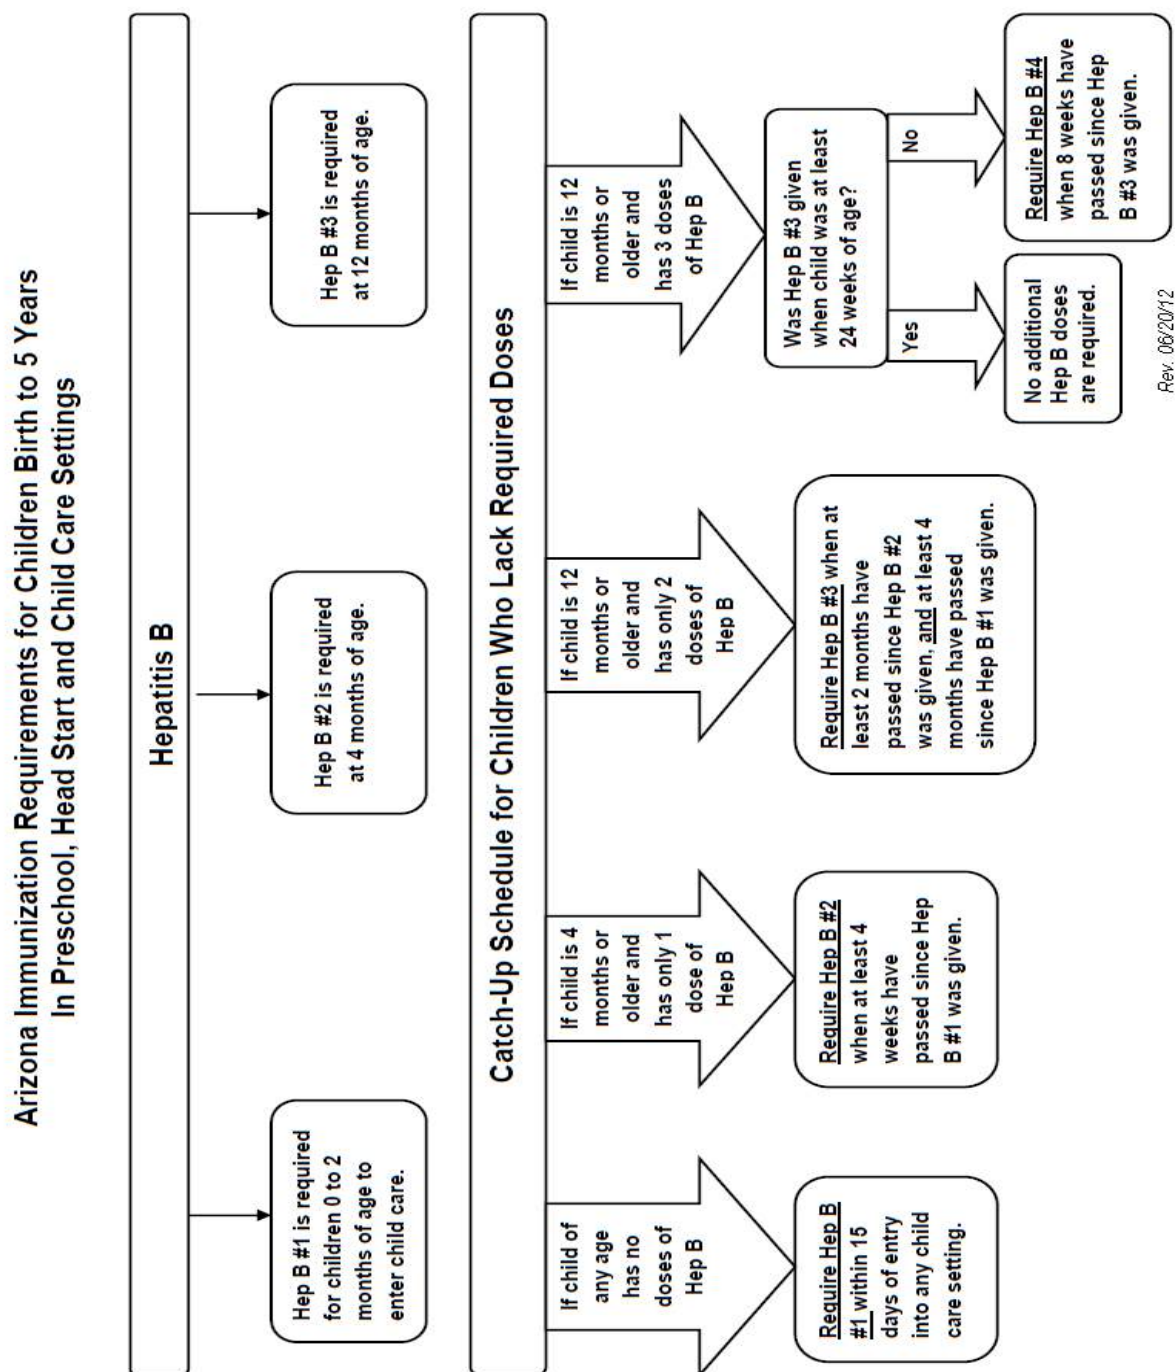 Arizona Immunization Requirements for Children Birth to 5 Years
In Preschool, Head Start and Child Care Settings
Hepatitis B
Hep B #1 is required
for children 0 to 2
months of age to
enter child care.
Hep B #2 is required
at 4 months of age.
Hep B #3 is required
at 12 months of age.
Catch-Up Schedule for Children Who Lack Required Doses
If child of
any age
has no
doses of
Hep B
Require Hep B
#1 within 15
days of entry
into any child
care setting.
If child is 4
months or
older and
has only 1
dose of
Hep B
Require Hep B #2
when at least 4
weeks have
passed since Hep
B #1 was given.
If child is 12
months or
older and
has only 2
doses of
Hep B
Require Hep B #3 when at
least 2 months have
passed since Hep B #2
was given, and at least 4
months have passed
since Hep B #1 was given.
If child is 12
months or
older and
has 3 doses
of Hep B
Was Hep B #3 given
when child was at least
24 weeks of age?
Yes
No
No additional
Hep B doses
are required.
Require Hep B #4
when 8 weeks have
passed since Hep
B #3 was given.
Rev. 06/20/12